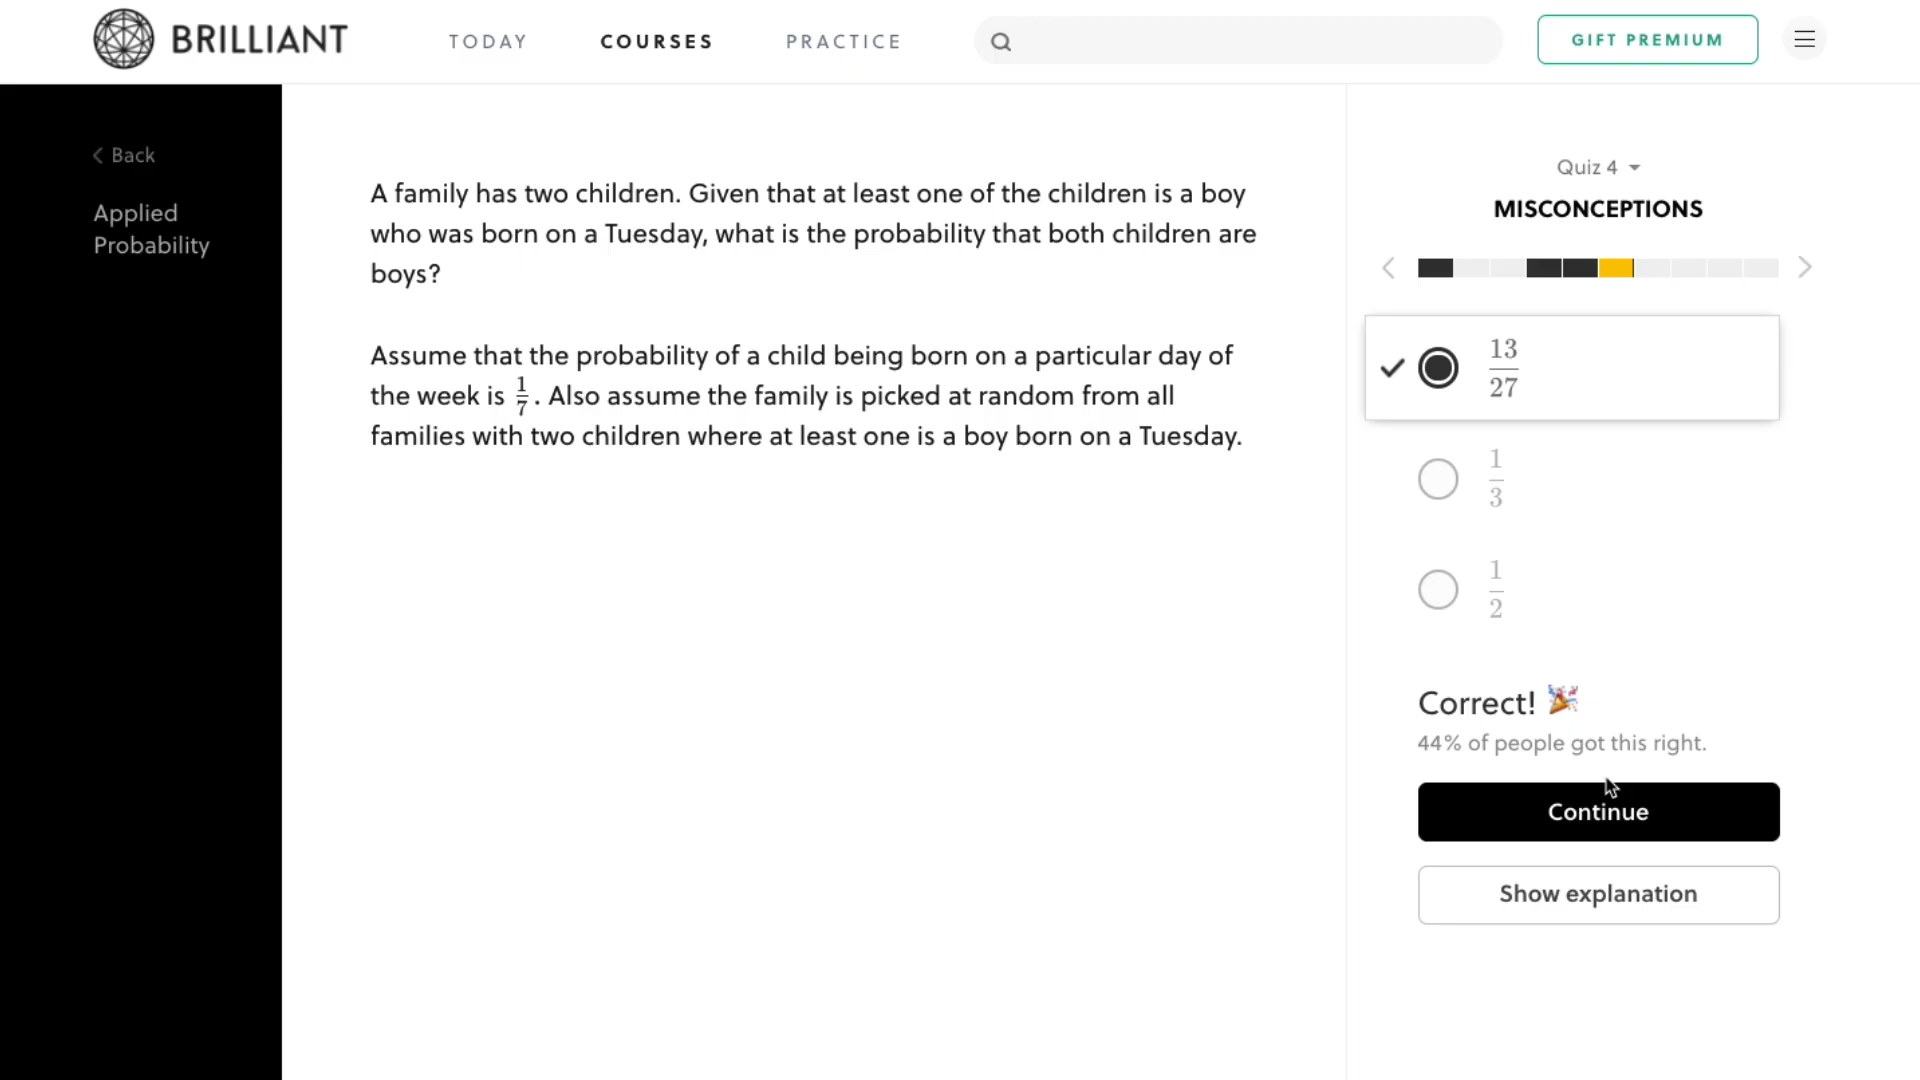 BRILLIANT
TODAY
COURSES
PRACTICE
GIFT PREMIUM
Back
Applied
Probability
A family has two children. Given that at least one of the children is a boy
who was born on a Tuesday, what is the probability that both children are
boys?
Assume that the probability of a child being born on a particular day of
the week is 1/7. Also assume the family is picked at random from all
families with two children where at least one is a boy born on a Tuesday.
Quiz 4
MISCONCEPTIONS
13/27
1/3
1/2
Correct! 🎉
44% of people got this right.
Continue
Show explanation